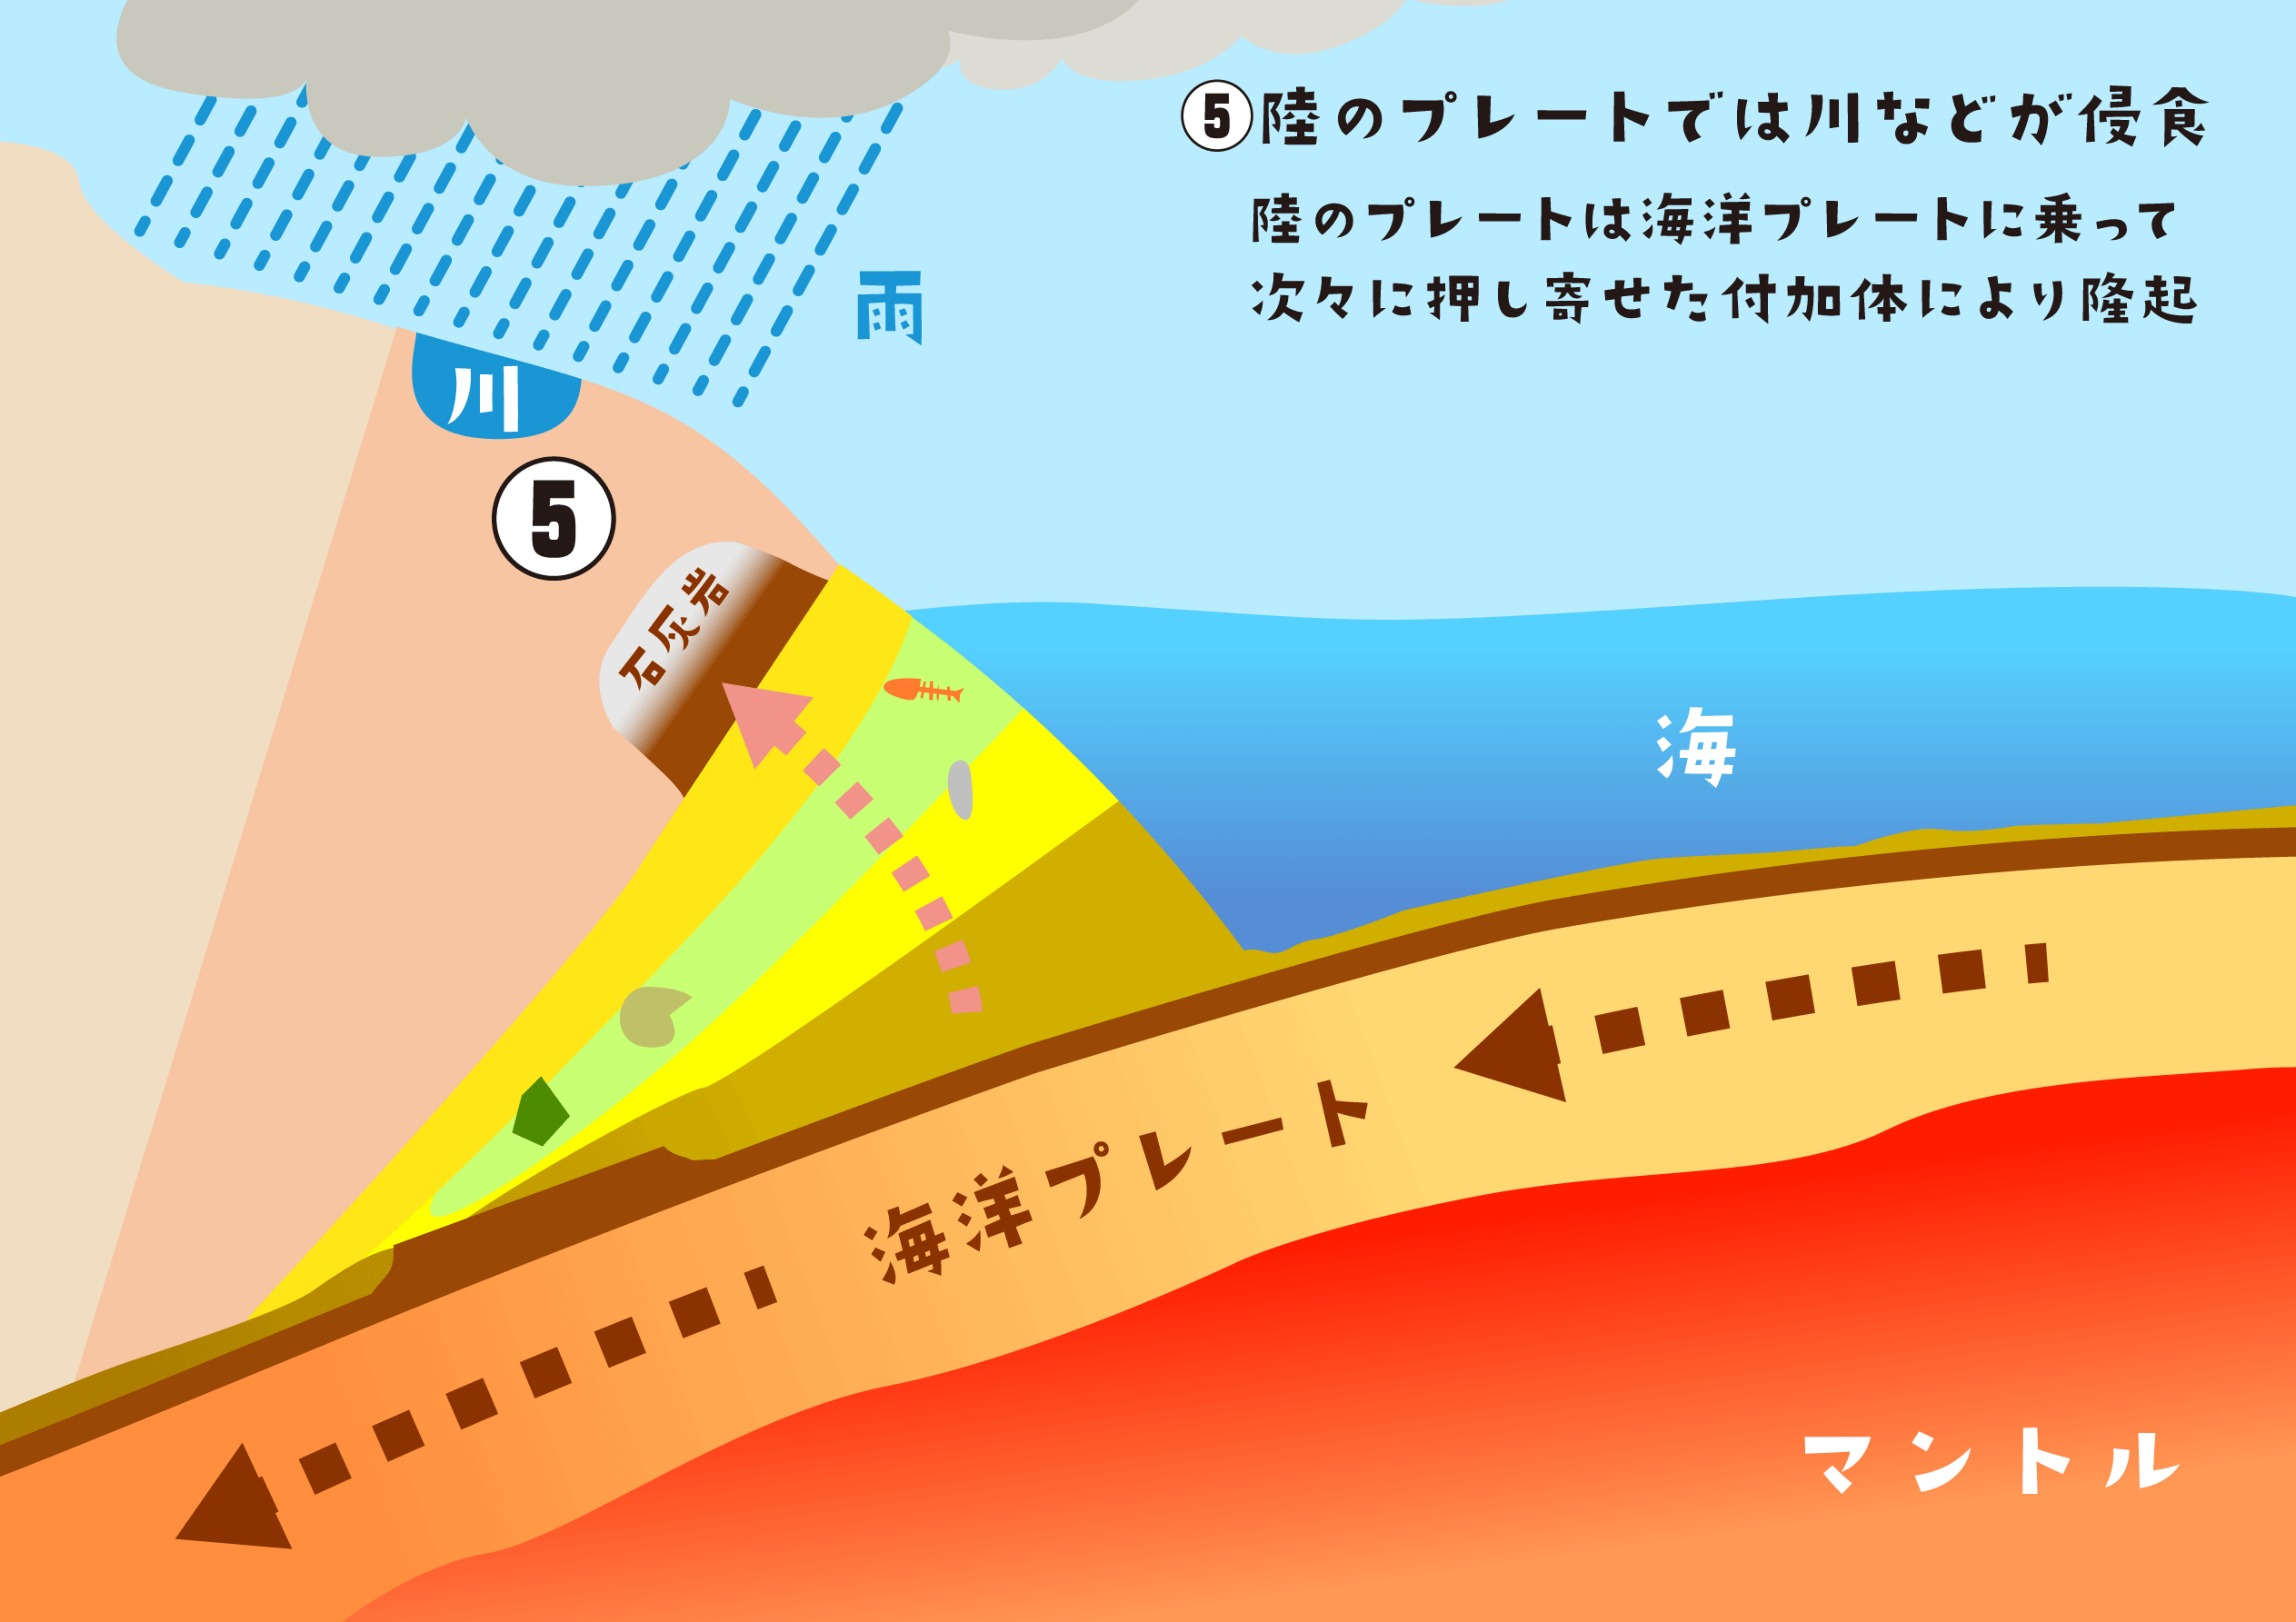 ⑤陸のプレートでは川などが侵食
陸のプレートは海洋プレートに乗って
次々に押し寄せた付加体により隆起
雨
川
⑤
石灰岩
海
海洋プレート
マントル